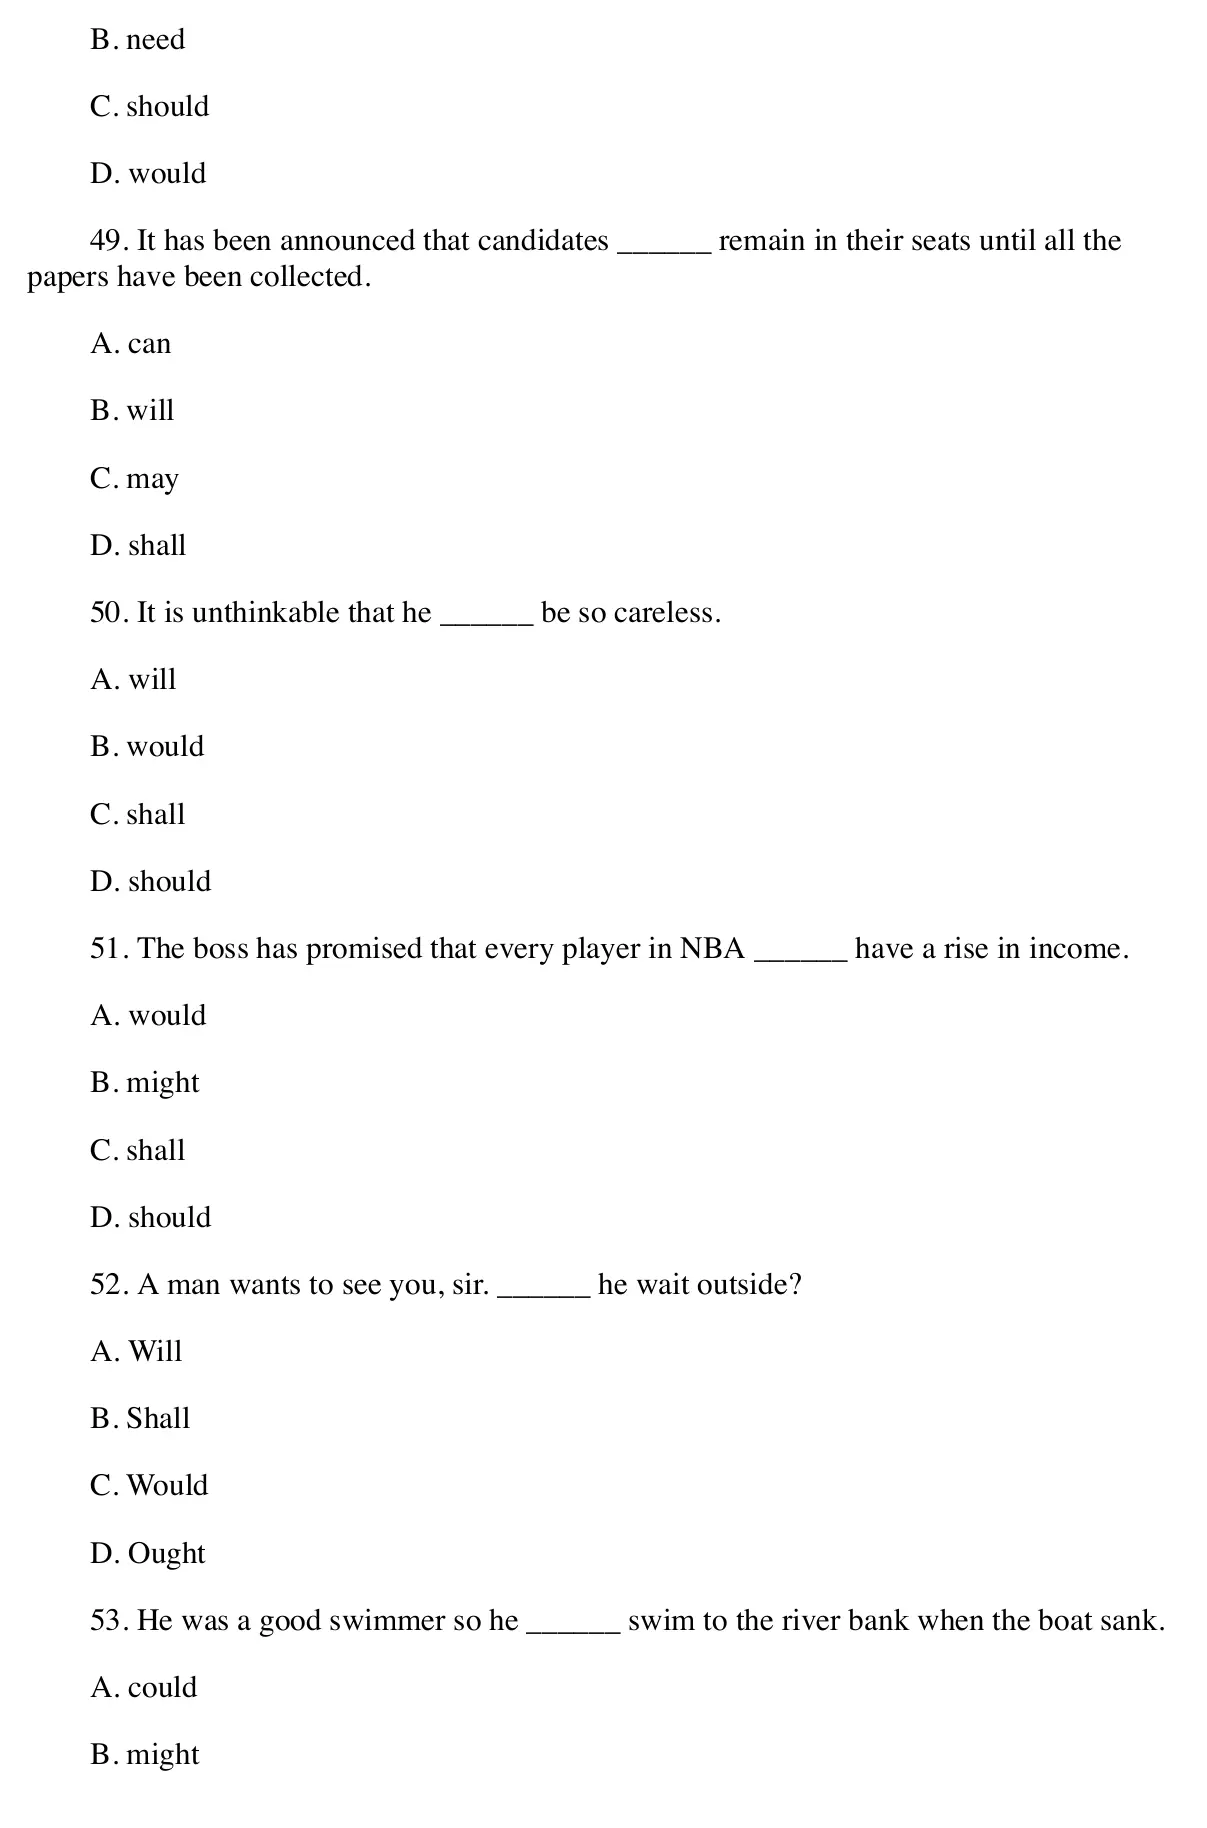 B. need
C. should
D. would
49. It has been announced that candidates ______ remain in their seats until all the
papers have been collected.
A. can
B. will
C. may
D. shall
50. It is unthinkable that he ______ be so careless.
A. will
B. would
C. shall
D. should
51. The boss has promised that every player in NBA ______ have a rise in income.
A. would
B. might
C. shall
D. should
52. A man wants to see you, sir. ______ he wait outside?
A. Will
B. Shall
C. Would
D. Ought
53. He was a good swimmer so he ______ swim to the river bank when the boat sank.
A. could
B. might